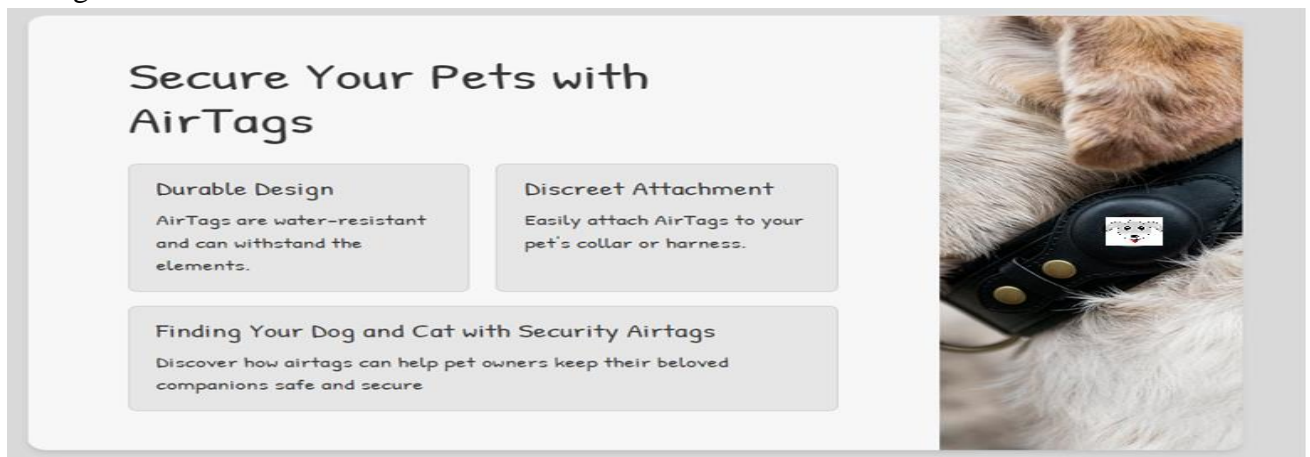 Secure Your Pets with
AirTags
Durable Design
AirTags are water-resistant
and can withstand the
elements.
Discreet Attachment
Easily attach AirTags to your
pet's collar or harness.
Finding Your Dog and Cat with Security Airtags
Discover how airtags can help pet owners keep their beloved
companions safe and secure